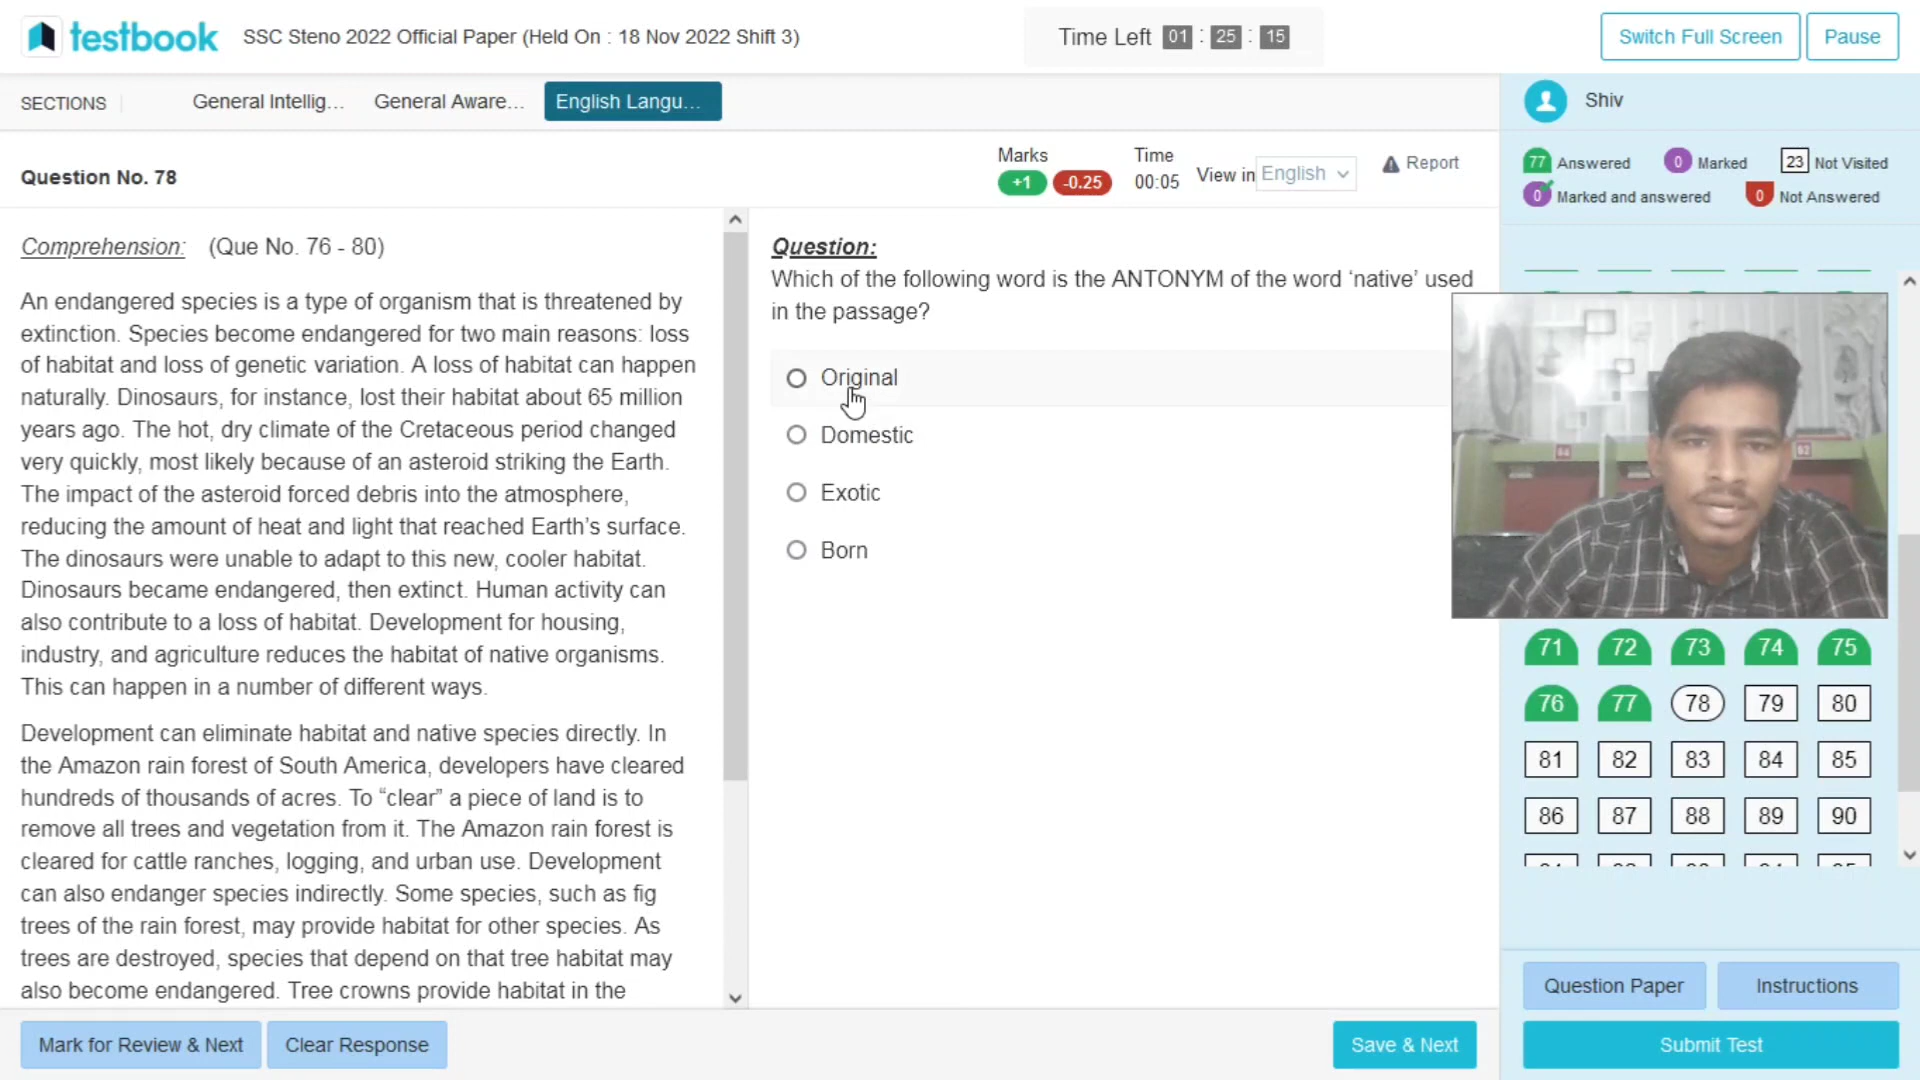 testbook
SSC Steno 2022 Official Paper (Held On : 18 Nov 2022 Shift 3)
Time Left 01 : 25 : 15
Switch Full Screen
Pause
SECTIONS
General Intellig...
General Aware...
English Langu...
Shiv
Question No. 78
Marks
+1
-0.25
Time
00:05
View in
English
Report
77 Answered
0 Marked
23 Not Visited
0 Marked and answered
0 Not Answered
Comprehension: (Que No. 76 - 80)
An endangered species is a type of organism that is threatened by
extinction. Species become endangered for two main reasons: loss
of habitat and loss of genetic variation. A loss of habitat can happen
naturally. Dinosaurs, for instance, lost their habitat about 65 million
years ago. The hot, dry climate of the Cretaceous period changed
very quickly, most likely because of an asteroid striking the Earth.
The impact of the asteroid forced debris into the atmosphere,
reducing the amount of heat and light that reached Earth’s surface.
The dinosaurs were unable to adapt to this new, cooler habitat.
Dinosaurs became endangered, then extinct. Human activity can
also contribute to a loss of habitat. Development for housing,
industry, and agriculture reduces the habitat of native organisms.
This can happen in a number of different ways.
Development can eliminate habitat and native species directly. In
the Amazon rain forest of South America, developers have cleared
hundreds of thousands of acres. To “clear” a piece of land is to
remove all trees and vegetation from it. The Amazon rain forest is
cleared for cattle ranches, logging, and urban use. Development
can also endanger species indirectly. Some species, such as fig
trees of the rain forest, may provide habitat for other species. As
trees are destroyed, species that depend on that tree habitat may
also become endangered. Tree crowns provide habitat in the
Question:
Which of the following word is the ANTONYM of the word ‘native’ used
in the passage?
Original
Domestic
Exotic
Born
71 72 73 74 75
76 77 78 79 80
81 82 83 84 85
86 87 88 89 90
Question Paper
Instructions
Mark for Review & Next
Clear Response
Save & Next
Submit Test